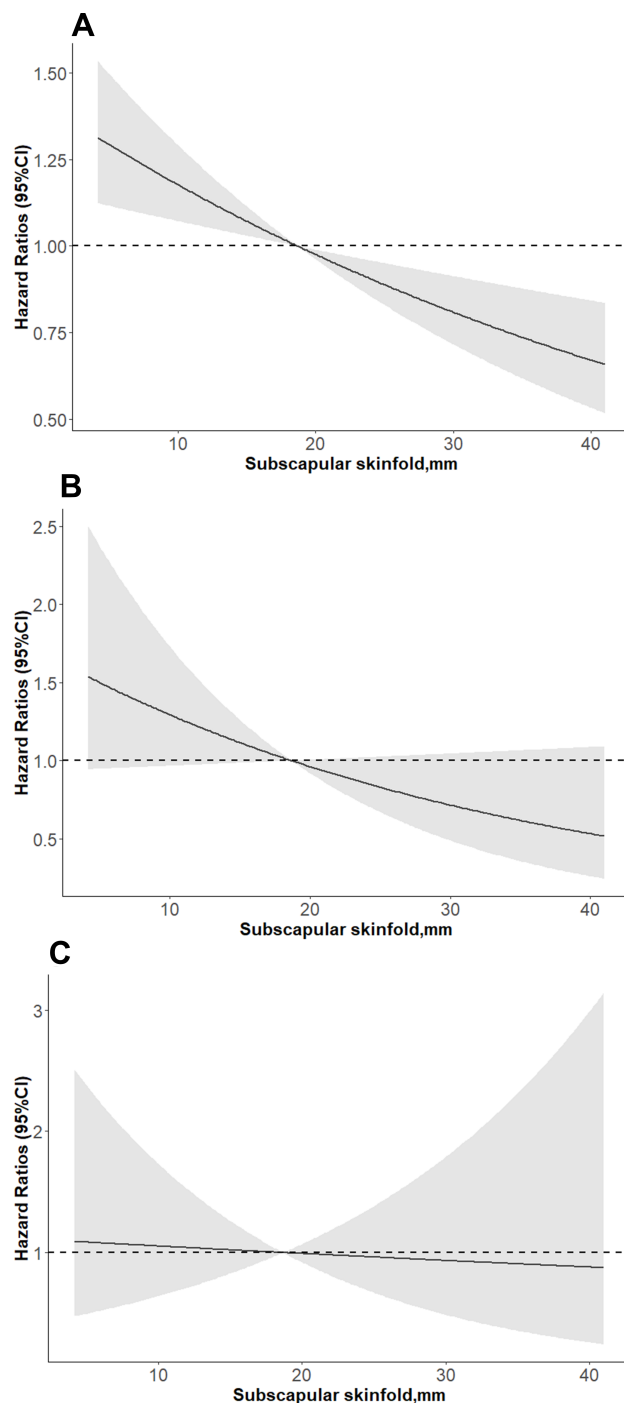 A
Hazard Ratios (95%CI)
1.50
1.25
1.00
0.75
0.50
10 20 30 40
Subscapular skinfold,mm
B
Hazard Ratios (95%CI)
2.5
2.0
1.5
1.0
0.5
10 20 30 40
Subscapular skinfold,mm
C
Hazard Ratios (95%CI)
3
2
1
10 20 30 40
Subscapular skinfold,mm